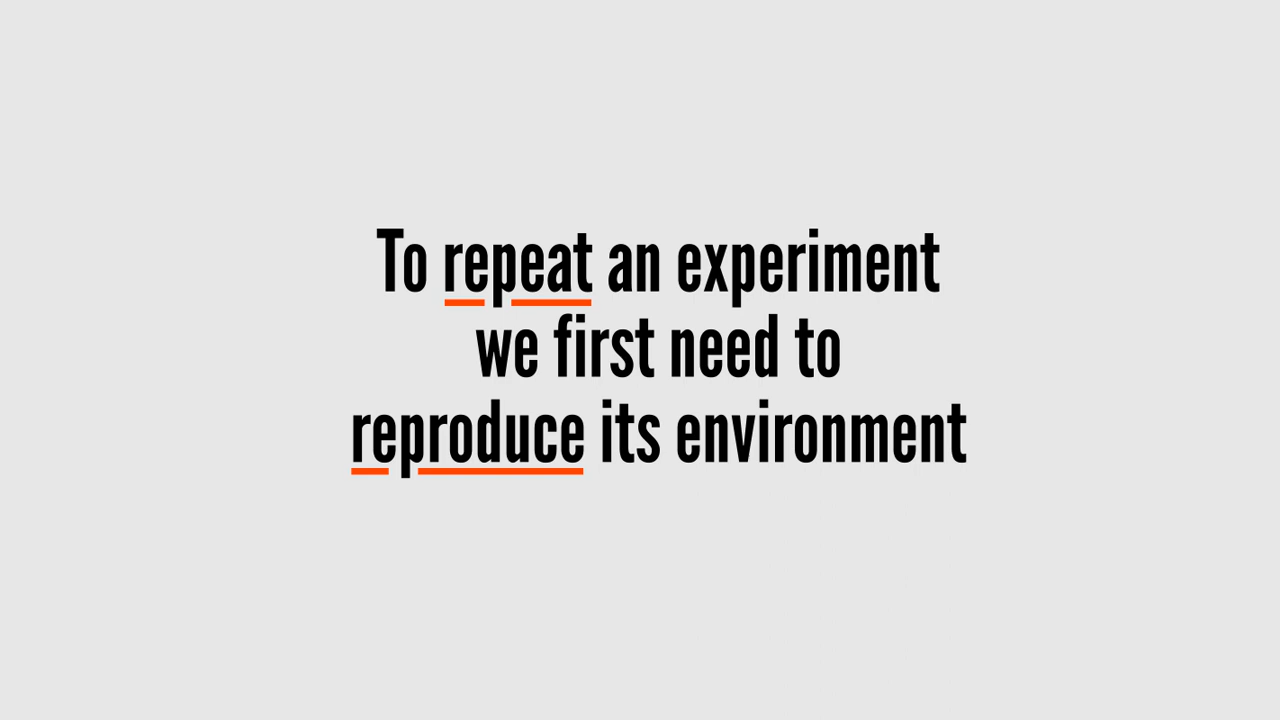 To repeat an experiment
we first need to
reproduce its environment